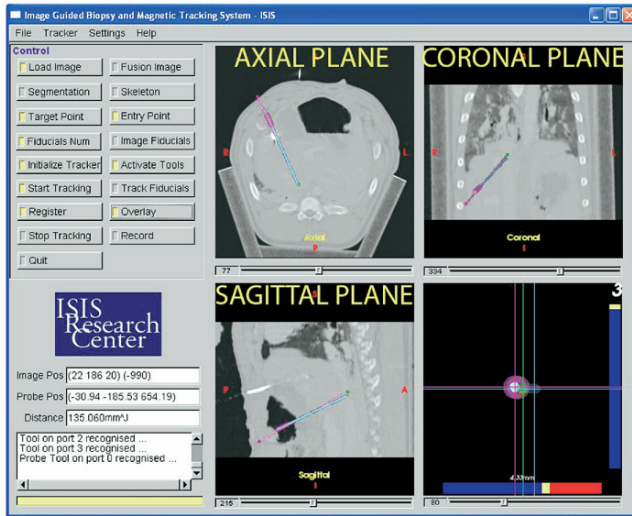 Image Guided Biopsy and Magnetic Tracking System - ISIS
File Tracker Settings Help
Control
Load Image Fusion Image
Segmentation Skeleton
Target Point Entry Point
Fiducials Num Image Fiducials
Initialize Tracker Activate Tools
Start Tracking Track Fiducials
Register Overlay
Stop Tracking Record
Quit
ISIS
Research
Center
Image Pos (22 186 20) (-990)
Probe Pos (-30.94 -185.53 654.19)
Distance 135.060mm^J
Tool on port 2 recognised ...
Tool on port 3 recognised ...
Probe Tool on port 0 recognised ...
AXIAL PLANE
R L
Axial
P
77
CORONAL PLANE
R L
Coronal
I
334
SAGITTAL PLANE
P A
Sagittal
I
216
3
4.33mm
80